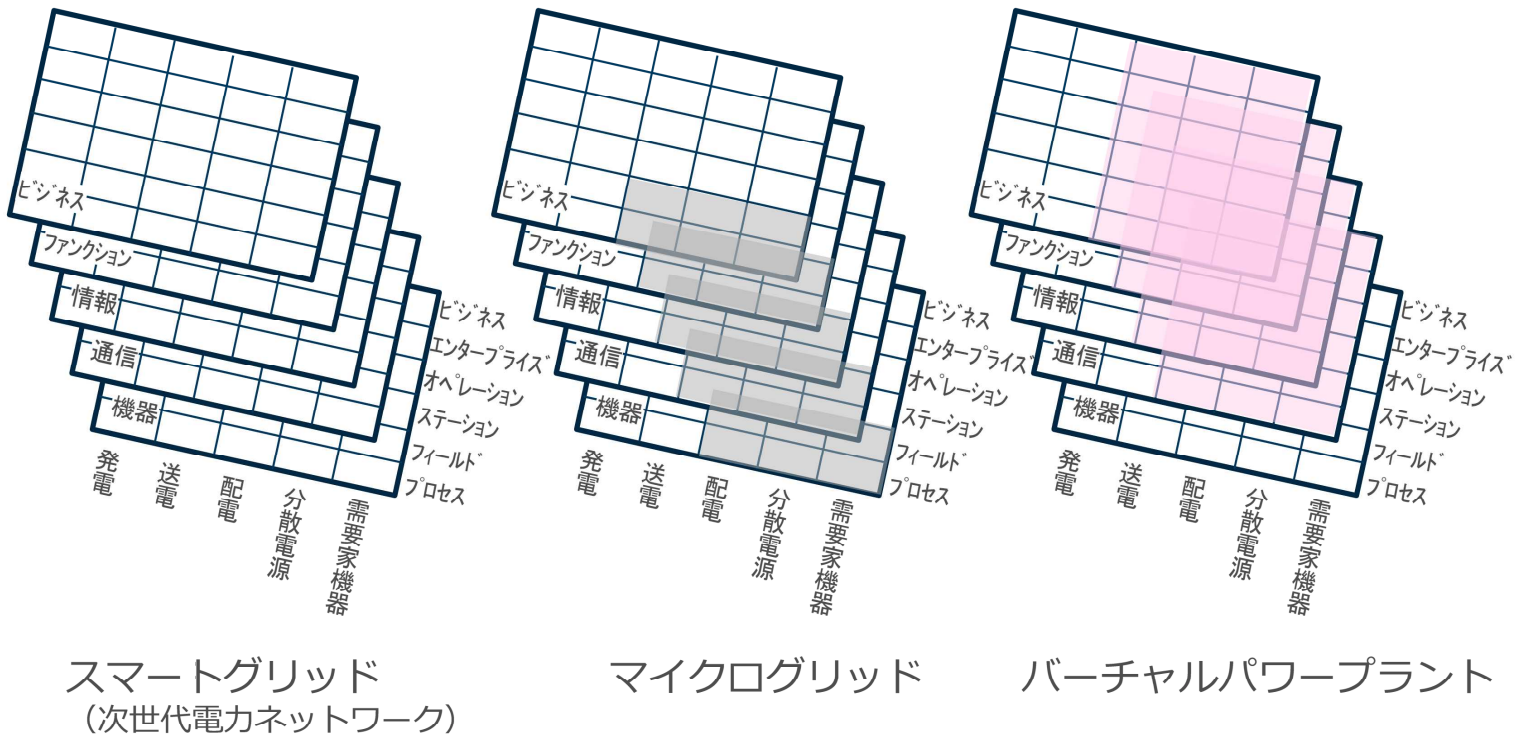 ビジネス
ファンクション
情報
通信
機器
ビジネス
エンタープライズ
オペレーション
ステーション
フィールド
プロセス
発電
送電
配電
分散電源
需要家機器
スマートグリッド
（次世代電力ネットワーク）
ビジネス
ファンクション
情報
通信
機器
ビジネス
エンタープライズ
オペレーション
ステーション
フィールド
プロセス
発電
送電
配電
分散電源
需要家機器
マイクログリッド
ビジネス
ファンクション
情報
通信
機器
ビジネス
エンタープライズ
オペレーション
ステーション
フィールド
プロセス
発電
送電
配電
分散電源
需要家機器
バーチャルパワープラント